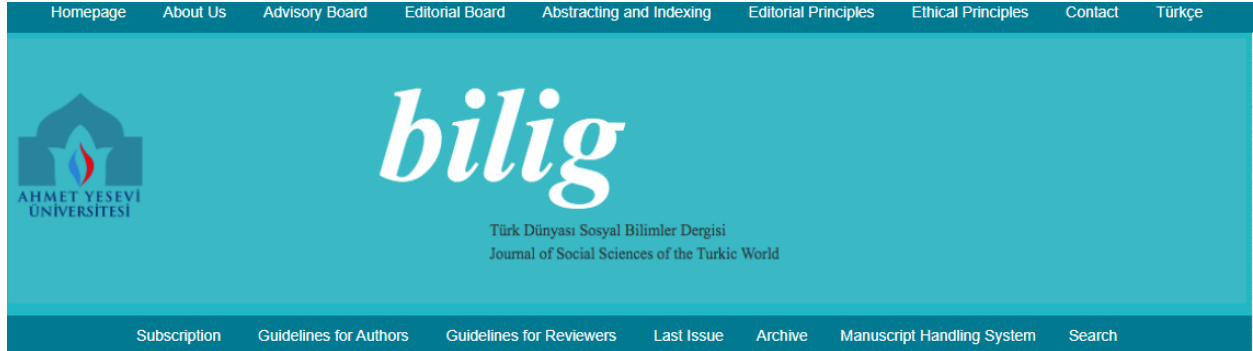 Homepage About Us Advisory Board Editorial Board Abstracting and Indexing Editorial Principles Ethical Principles Contact Türkçe
bilig
AHMET YESEVİ
ÜNİVERSİTESİ
Türk Dünyası Sosyal Bilimler Dergisi
Journal of Social Sciences of the Turkic World
Subscription Guidelines for Authors Guidelines for Reviewers Last Issue Archive Manuscript Handling System Search